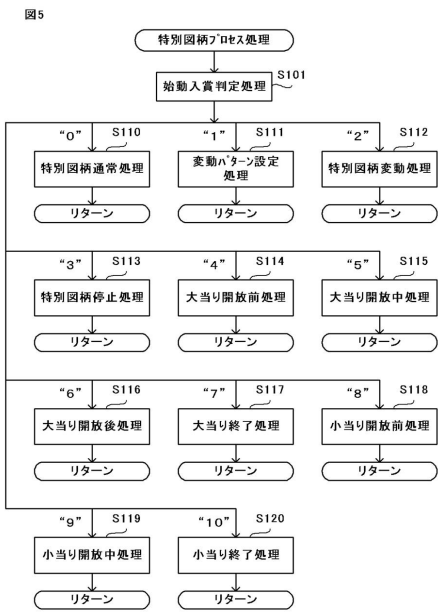 図5
特別図柄プロセス処理
始動入賞判定処理
S101
“0”
S110
特別図柄通常処理
リターン
“1”
S111
変動パターン設定
処理
リターン
“2”
S112
特別図柄変動処理
リターン
“3”
S113
特別図柄停止処理
リターン
“4”
S114
大当り開放前処理
リターン
“5”
S115
大当り開放中処理
リターン
“6”
S116
大当り開放後処理
リターン
“7”
S117
大当り終了処理
リターン
“8”
S118
小当り開放前処理
リターン
“9”
S119
小当り開放中処理
リターン
“10”
S120
小当り終了処理
リターン